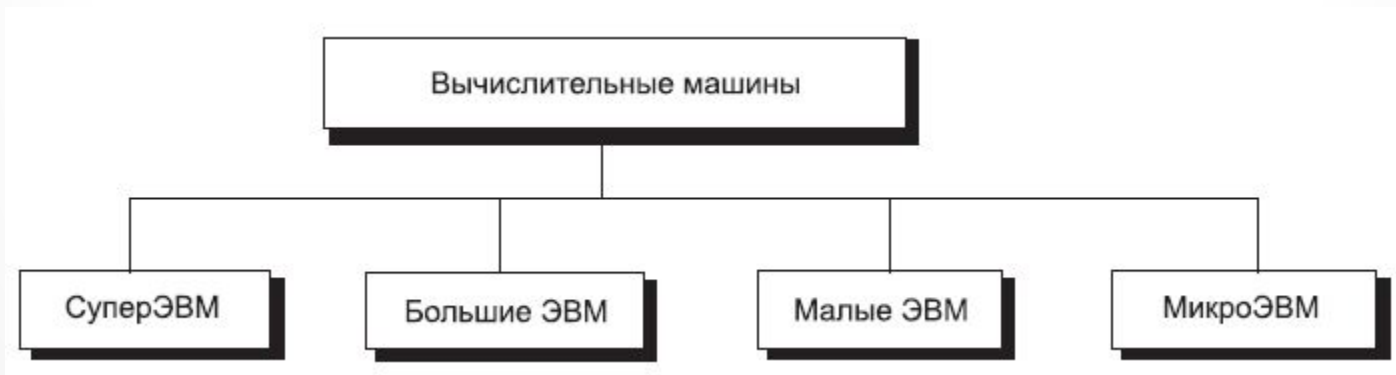 Вычислительные машины
СуперЭВМ
Большие ЭВМ
Малые ЭВМ
МикроЭВМ